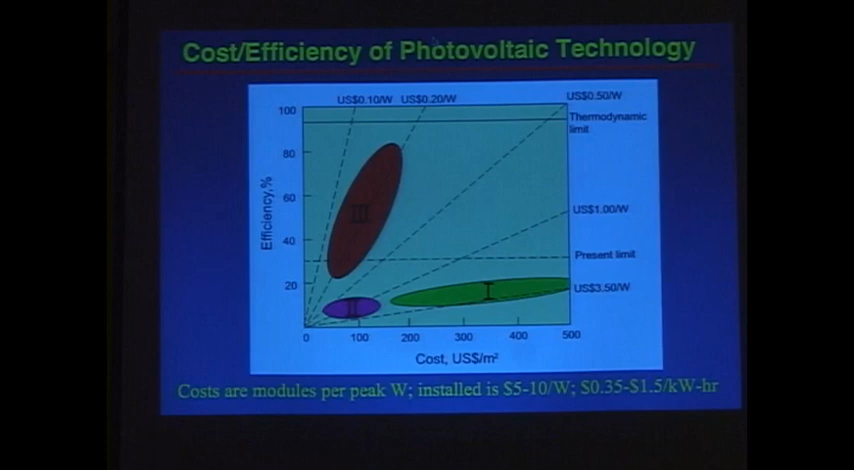 Cost/Efficiency of Photovoltaic Technology
US$0.10/W US$0.20/W US$0.50/W
100
Thermodynamic
limit
80
60
III
US$1.00/W
Efficiency,%
40
Present limit
20
I
US$3.50/W
II
0 100 200 300 400 500
Cost, US$/m²
Costs are modules per peak W; installed is $5-10/W; $0.35-$1.5/kW-hr